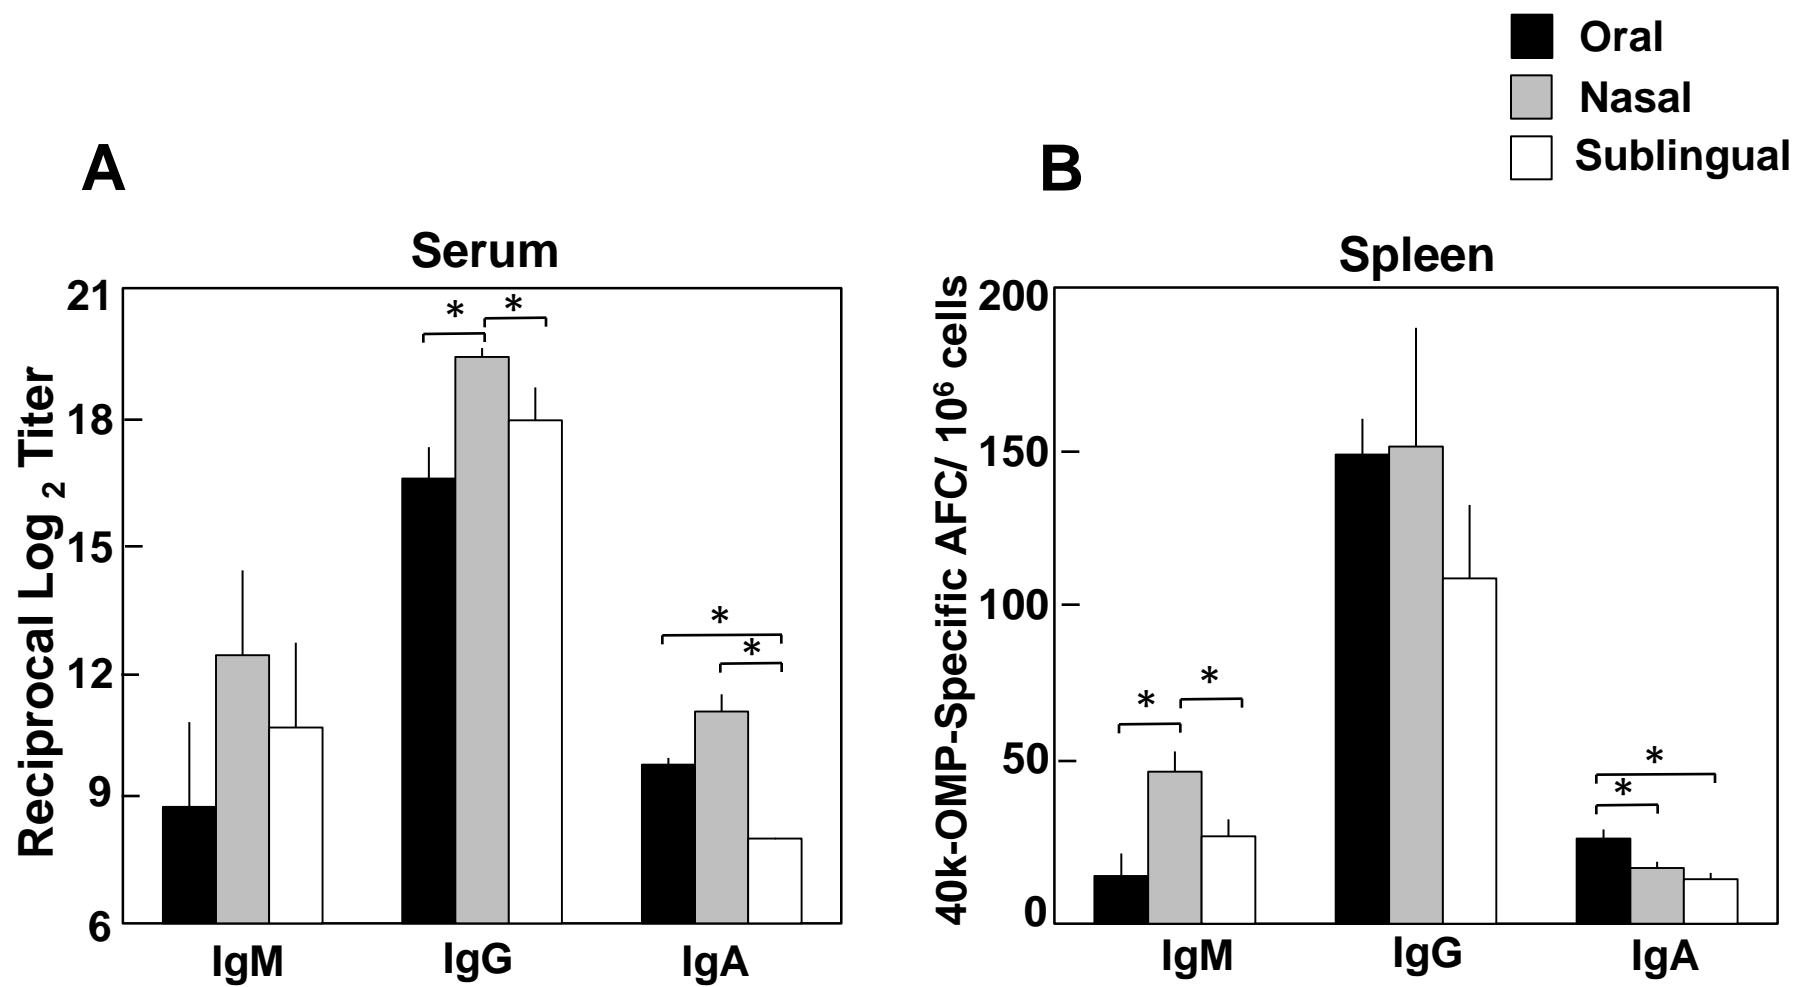 Oral
Nasal
Sublingual
A
Serum
Reciprocal Log 2 Titer
21
18
15
12
9
6
* *
*
*
IgM IgG IgA
B
Spleen
40k-OMP-Specific AFC/ 10⁶ cells
200
150
100
50
0
* *
*
*
IgM IgG IgA